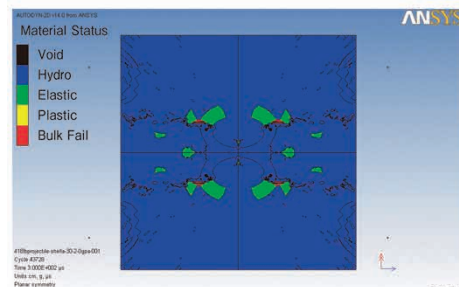 AUTODYN-2D v14.0 from ANSYS
ANSYS
Material Status
Void
Hydro
Elastic
Plastic
Bulk Fail
Cycle 43726
Time 3.000E+002 µs
Units cm, g, µs
Planar symmetry